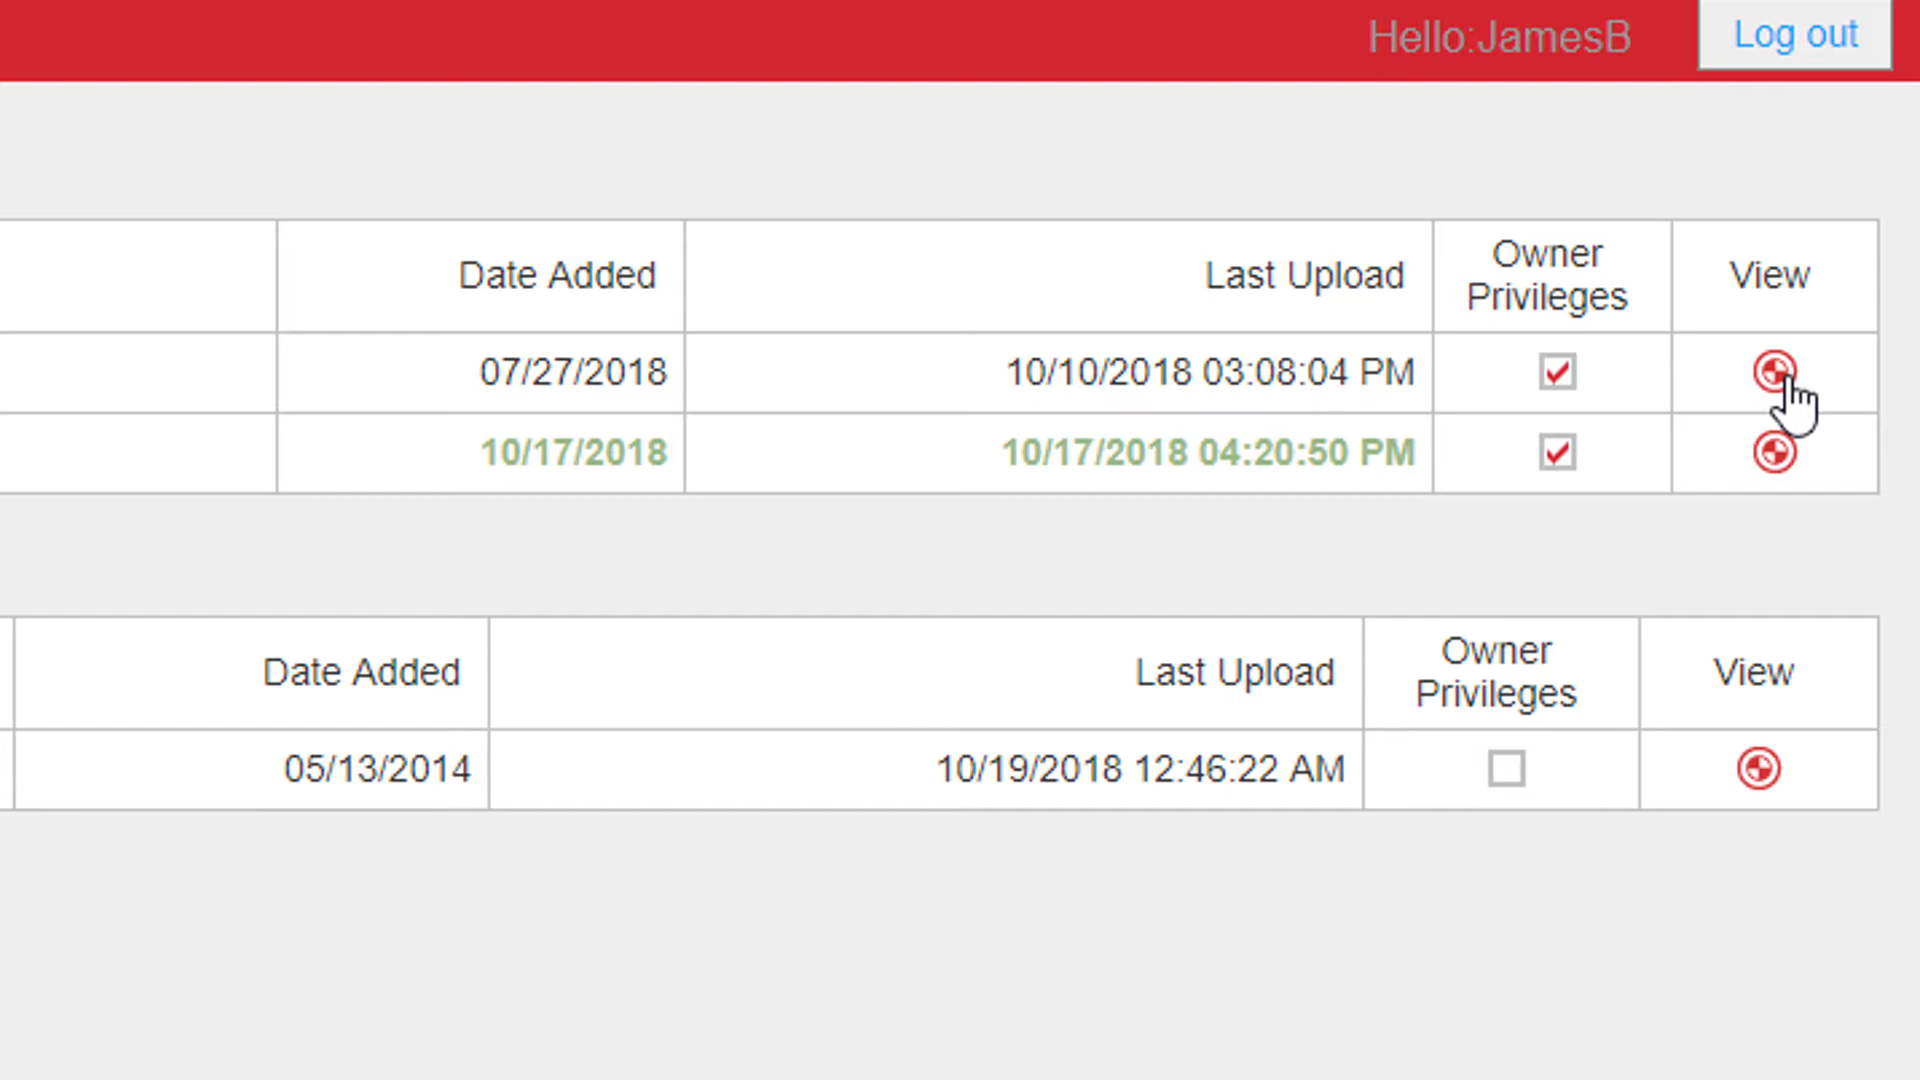 Hello:JamesB Log out
Date Added Last Upload Owner Privileges View
07/27/2018 10/10/2018 03:08:04 PM
10/17/2018 10/17/2018 04:20:50 PM
Date Added Last Upload Owner Privileges View
05/13/2014 10/19/2018 12:46:22 AM